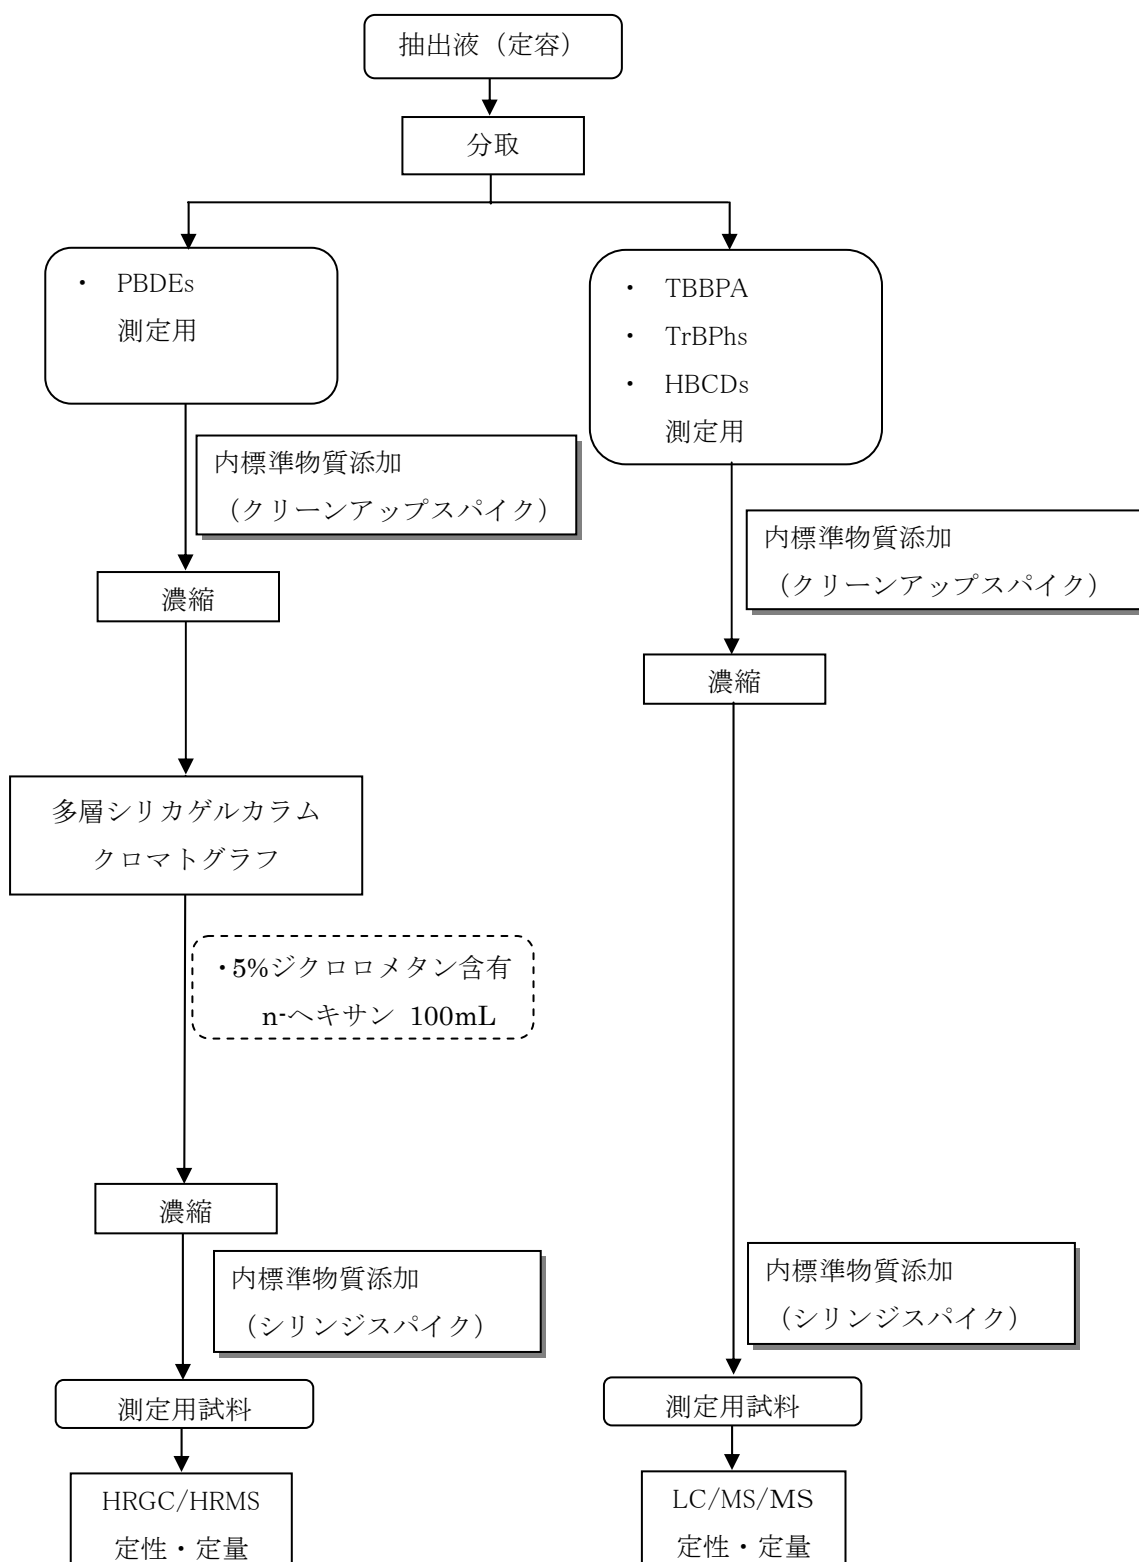 抽出液（定容）
分取
・ PBDEs
測定用
・ TBBPA
・ TrBPhs
・ HBCDs
測定用
内標準物質添加
（クリーンアップスパイク）
内標準物質添加
（クリーンアップスパイク）
濃縮
濃縮
多層シリカゲルカラム
クロマトグラフ
・5%ジクロロメタン含有
n-ヘキサン 100mL
濃縮
内標準物質添加
（シリンジスパイク）
内標準物質添加
（シリンジスパイク）
測定用試料
測定用試料
HRGC/HRMS
定性・定量
LC/MS/MS
定性・定量